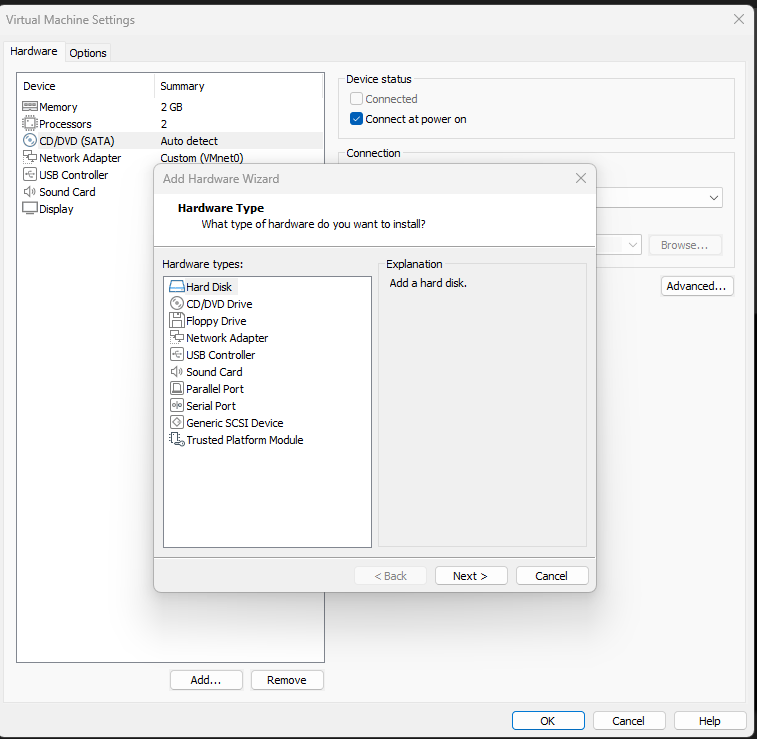 Virtual Machine Settings
Hardware Options
Device Summary
Memory 2 GB
Processors 2
CD/DVD (SATA) Auto detect
Network Adapter Custom (VMnet0)
USB Controller
Sound Card
Display
Device status
Connected
Connect at power on
Connection
Browse...
Advanced...
Add Hardware Wizard
Hardware Type
What type of hardware do you want to install?
Hardware types:
Hard Disk
CD/DVD Drive
Floppy Drive
Network Adapter
USB Controller
Sound Card
Parallel Port
Serial Port
Generic SCSI Device
Trusted Platform Module
Explanation
Add a hard disk.
< Back Next > Cancel
Add... Remove
OK Cancel Help